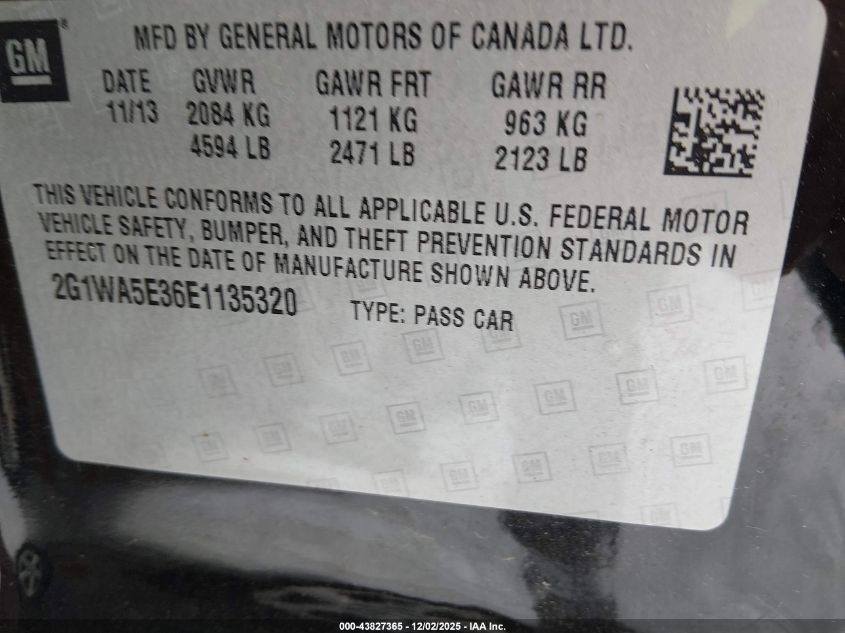 GM
MFD BY GENERAL MOTORS OF CANADA LTD.
DATE GVWR GAWR FRT GAWR RR
11/13 2084 KG 1121 KG 963 KG
4594 LB 2471 LB 2123 LB
THIS VEHICLE CONFORMS TO ALL APPLICABLE U.S. FEDERAL MOTOR
VEHICLE SAFETY, BUMPER, AND THEFT PREVENTION STANDARDS IN
EFFECT ON THE DATE OF MANUFACTURE SHOWN ABOVE.
2G1WA5E36E1135320 TYPE: PASS CAR
000-43827365 - 12/02/2025 - IAA Inc.